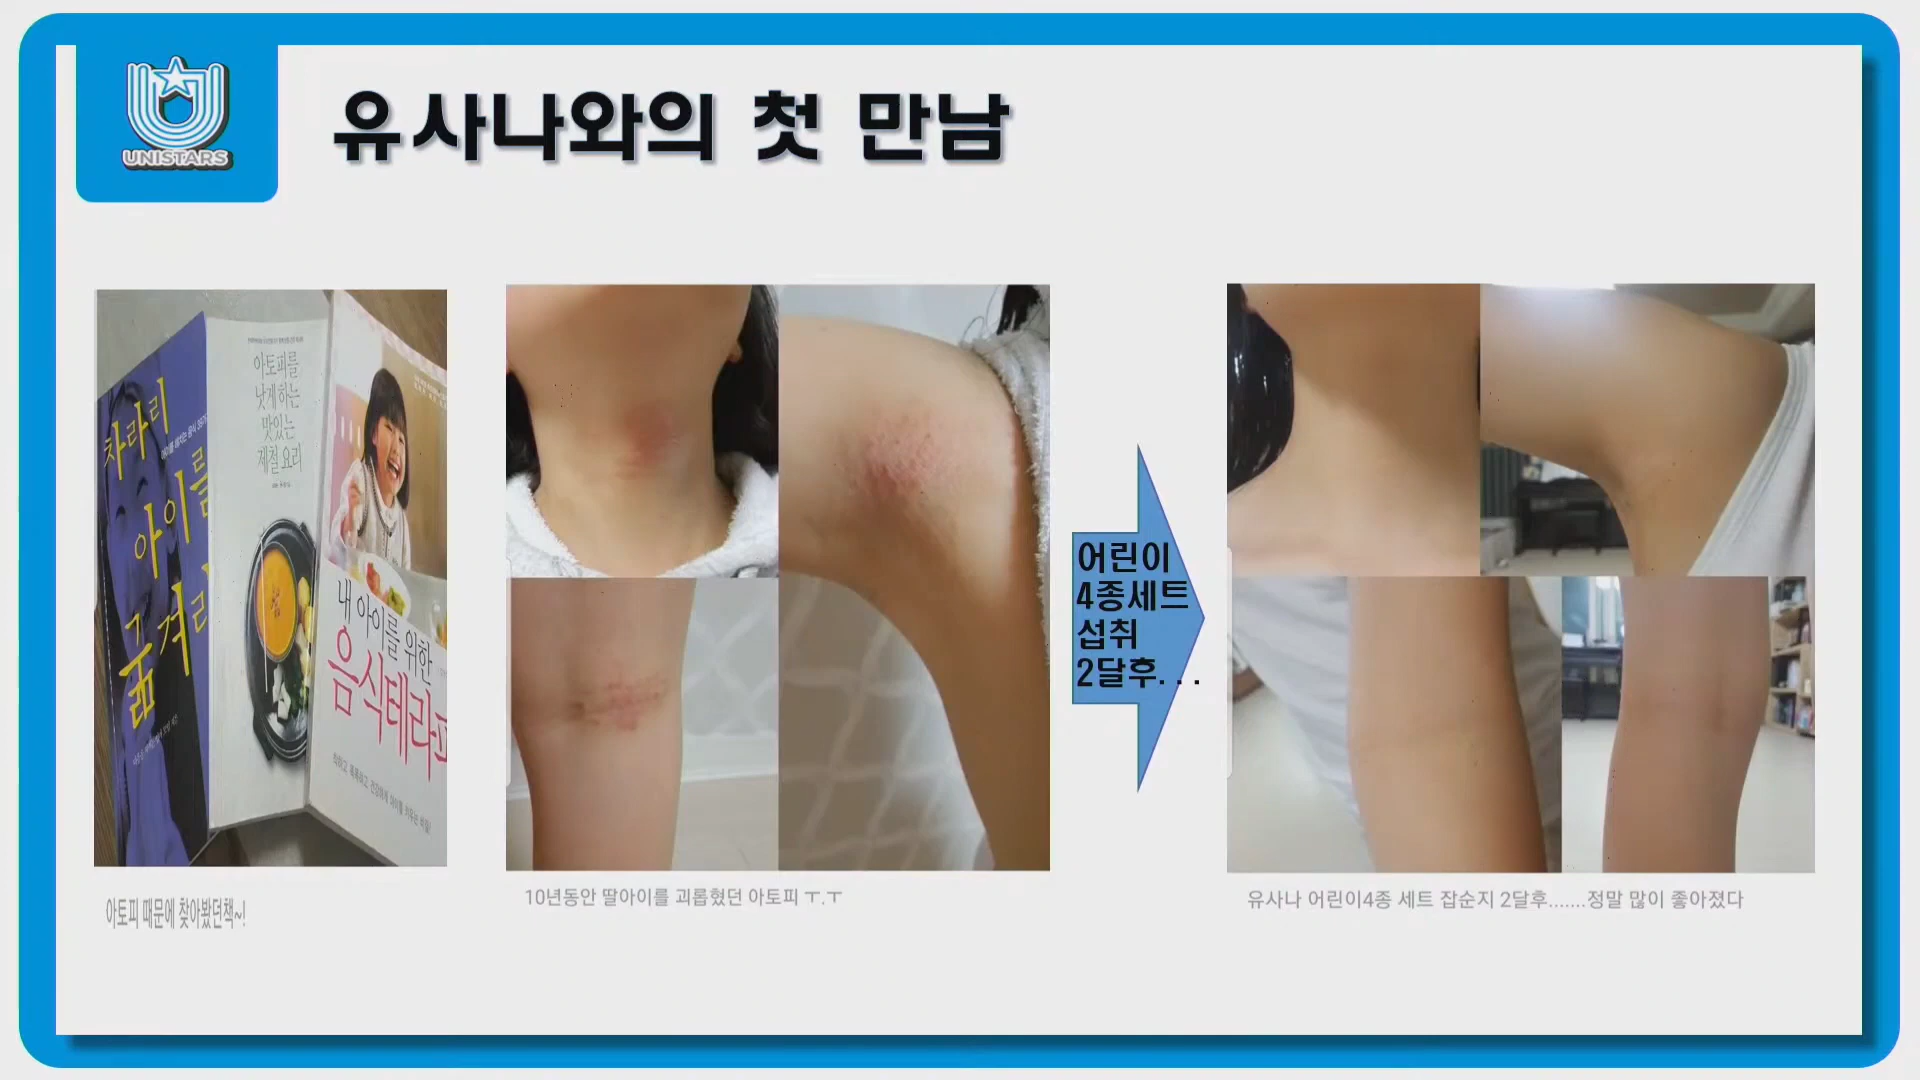 UNISTARS
유사나와의 첫 만남
차라리
아이를
굶겨라
아토피를
낫게하는
맛있는
제철 요리
내 아이를 위한
음식테라피
어린이
4종세트
섭취
2달후...
아토피 때문에 찾아봤던책~!
10년동안 딸아이를 괴롭혔던 아토피 ㅜ.ㅜ
유사나 어린이4종 세트 잡순지 2달후.......정말 많이 좋아졌다